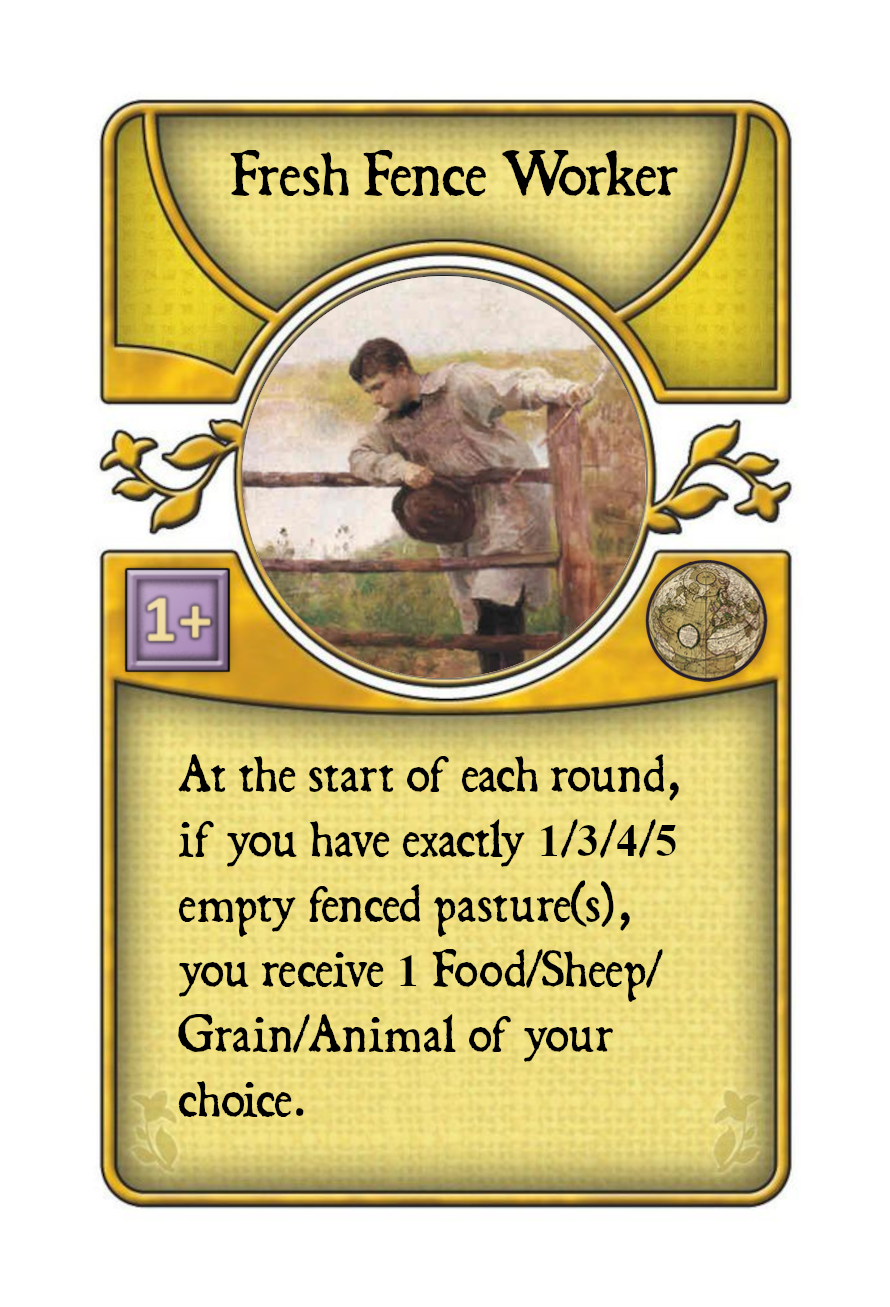 Fresh Fence Worker
1+
At the start of each round,
if you have exactly 1/3/4/5
empty fenced pasture(s),
you receive 1 Food/Sheep/
Grain/Animal of your
choice.